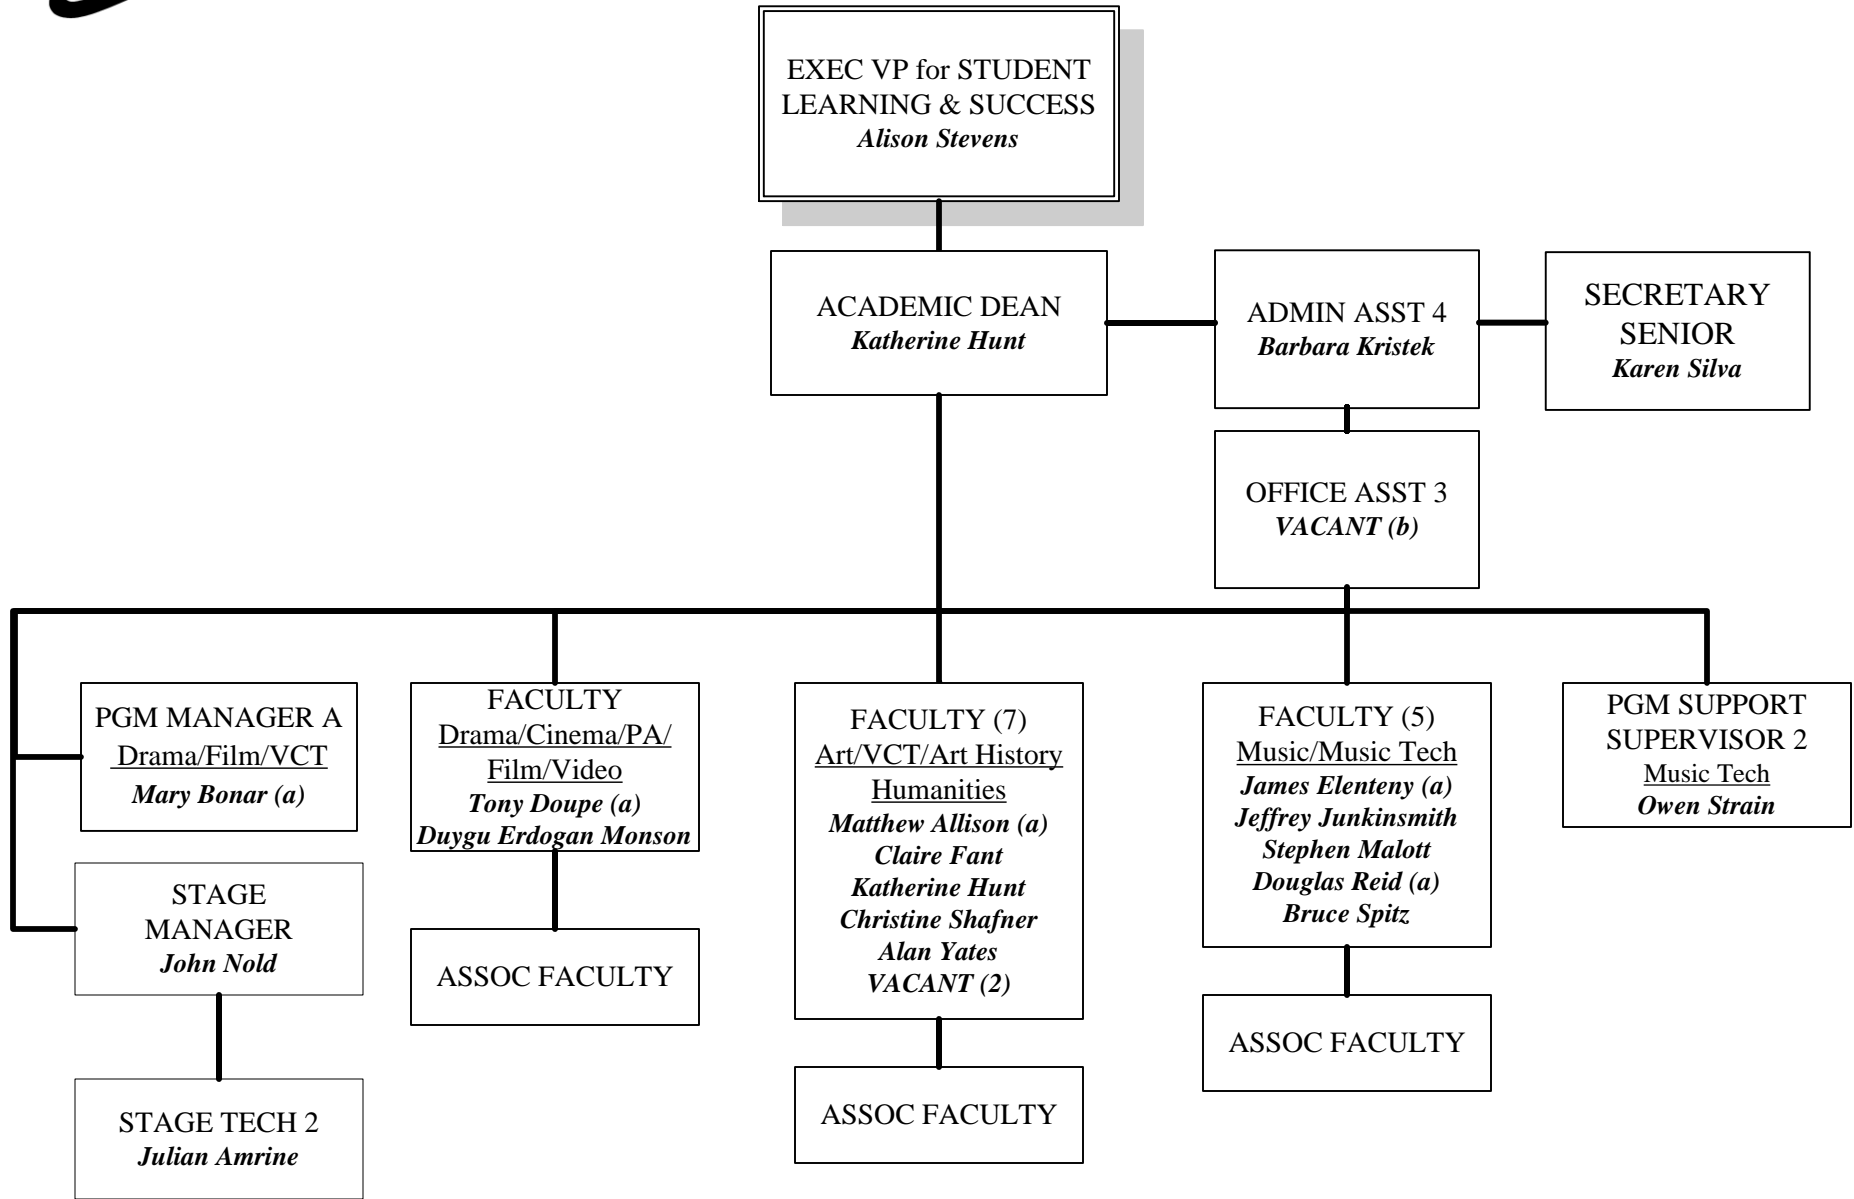 EXEC VP for STUDENT
LEARNING & SUCCESS
Alison Stevens
ACADEMIC DEAN
Katherine Hunt
ADMIN ASST 4
Barbara Kristek
SECRETARY
SENIOR
Karen Silva
OFFICE ASST 3
VACANT (b)
PGM MANAGER A
Drama/Film/VCT
Mary Bonar (a)
STAGE
MANAGER
John Nold
STAGE TECH 2
Julian Amrine
FACULTY
Drama/Cinema/PA/
Film/Video
Tony Doupe (a)
Duygu Erdogan Monson
ASSOC FACULTY
FACULTY (7)
Art/VCT/Art History
Humanities
Matthew Allison (a)
Claire Fant
Katherine Hunt
Christine Shafner
Alan Yates
VACANT (2)
ASSOC FACULTY
FACULTY (5)
Music/Music Tech
James Elenteny (a)
Jeffrey Junkinsmith
Stephen Malott
Douglas Reid (a)
Bruce Spitz
ASSOC FACULTY
PGM SUPPORT
SUPERVISOR 2
Music Tech
Owen Strain